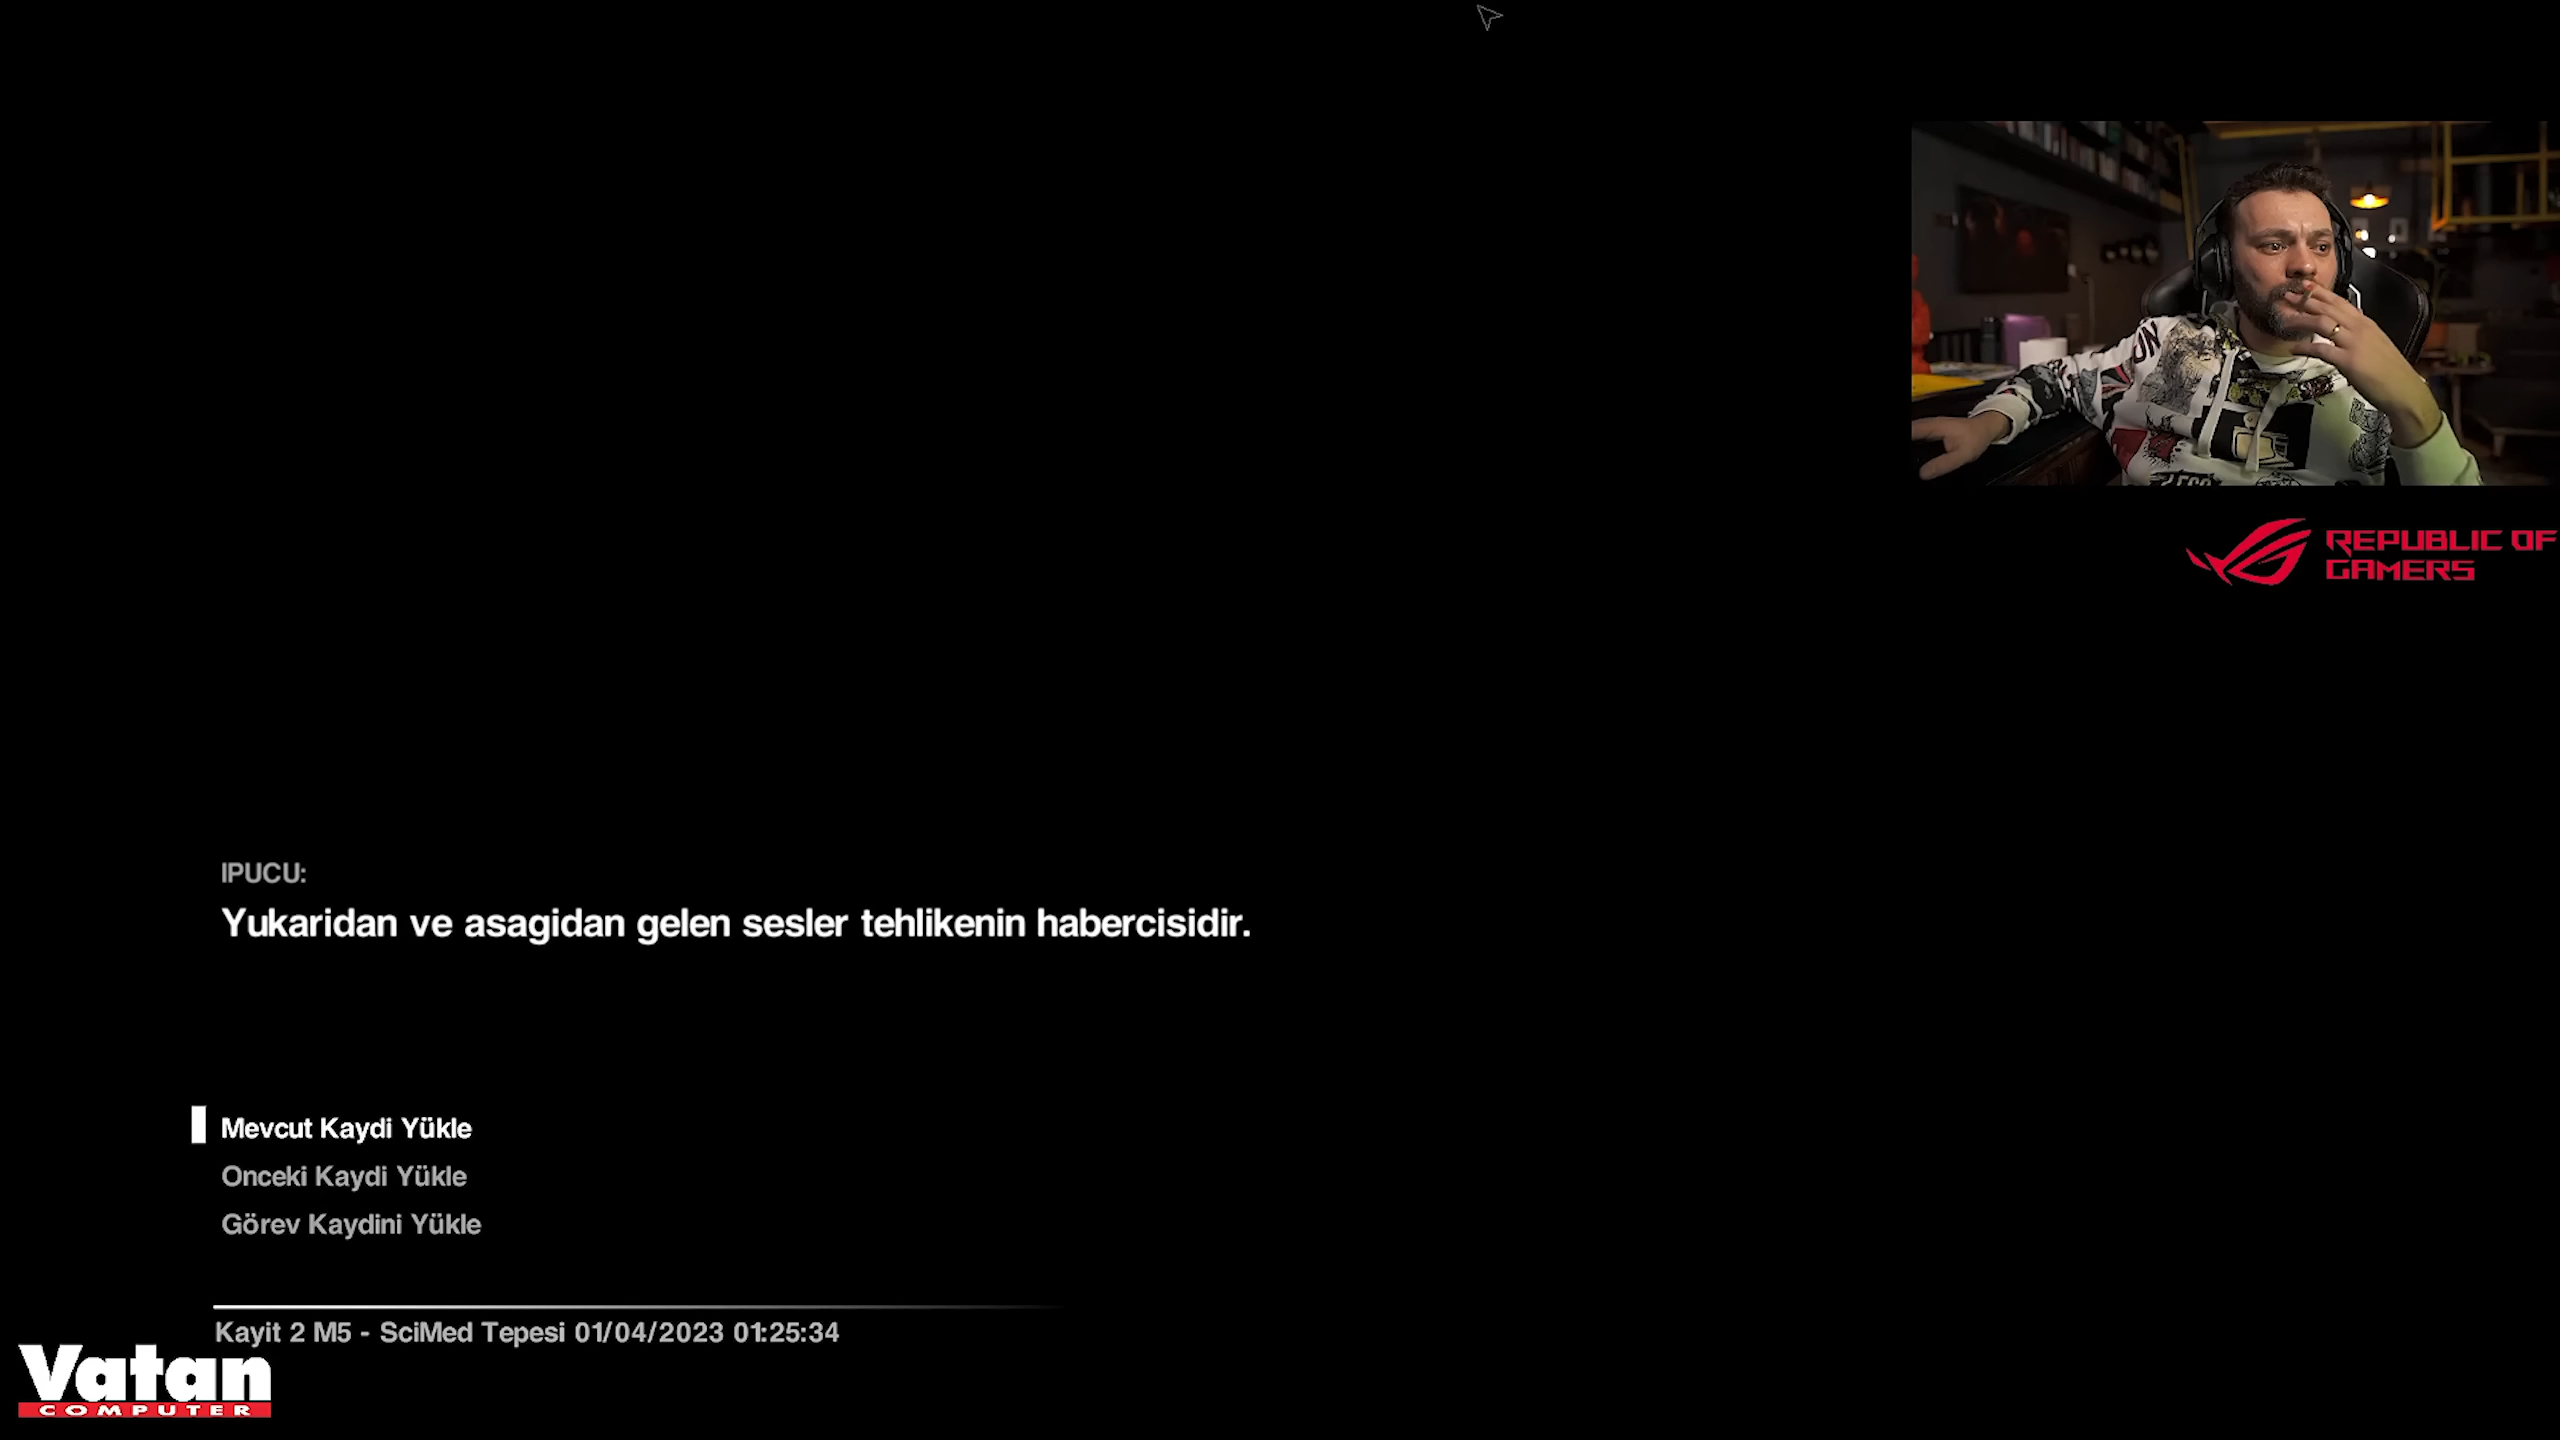 REPUBLIC OF
GAMERS
IPUCU:
Yukaridan ve asagidan gelen sesler tehlikenin habercisidir.
Mevcut Kaydi Yükle
Onceki Kaydi Yükle
Görev Kaydini Yükle
Kayit 2 M5 - SciMed Tepesi 01/04/2023 01:25:34
Vatan
COMPUTER